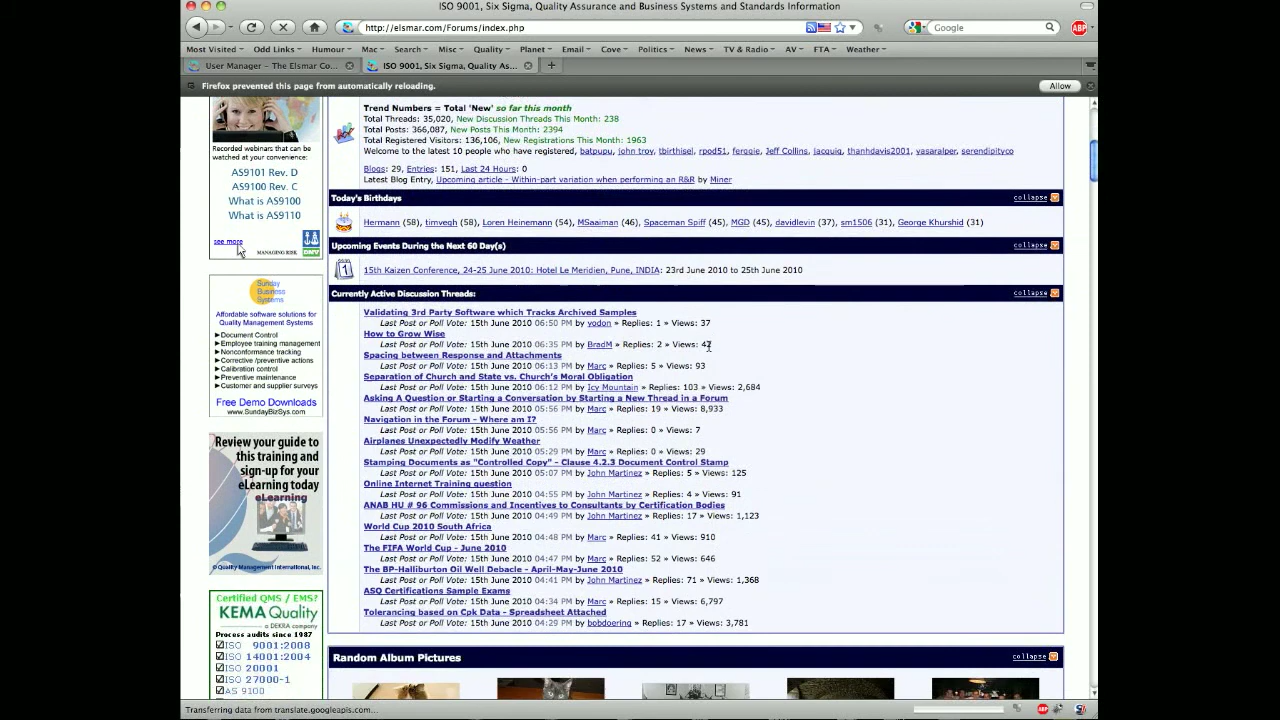 ISO 9001, Six Sigma, Quality Assurance and Business Systems and Standards Information
http://elsmar.com/Forums/index.php
Google
ABP
Most Visited Odd Links Humour Mac Search Misc Quality Planet Email Cove Politics News TV & Radio AV FTA Weather
User Manager - The Elsmar Co...
ISO 9001, Six Sigma, Quality As...
Firefox prevented this page from automatically reloading.
Allow
Recorded webinars that can be
watched at your convenience:
AS9101 Rev. D
AS9100 Rev. C
What is AS9100
What is AS9110
see more
MANAGING RISK
DNV
Sunday
Business
Systems
Affordable software solutions for
Quality Management Systems
►Document Control
►Employee training management
►Nonconformance tracking
►Corrective/preventive actions
►Calibration control
►Preventive maintenance
►Customer and supplier surveys
Free Demo Downloads
www.SundayBizSys.com
Review your guide to
this training and
sign-up for your
eLearning today
eLearning
© Quality Management International, Inc.
Certified QMS / EMS?
KEMA Quality
a DEKRA company
Process audits since 1987
ISO 9001:2008
ISO 14001:2004
ISO 20001
ISO 27000-1
AS 9100
Trend Numbers = Total 'New' so far this month
Total Threads: 35,020, New Discussion Threads This Month: 238
Total Posts: 366,087, New Posts This Month: 2394
Total Registered Visitors: 136,106, New Registrations This Month: 1963
Welcome to the latest 10 people who have registered, batpupu, john troy, tbirthisel, rpod51, ferggie, Jeff Collins, jacquig, thanhdavis2001, yasaralper, serendipityco
Blogs: 29, Entries: 151, Last 24 Hours: 0
Latest Blog Entry, Upcoming article - Within-part variation when performing an R&R by Miner
Today's Birthdays collapse
Hermann (58), timvegh (58), Loren Heinemann (54), MSaaiman (46), Spaceman Spiff (45), MGD (45), davidlevin (37), sm1506 (31), George Khurshid (31)
Upcoming Events During the Next 60 Day(s) collapse
15th Kaizen Conference, 24-25 June 2010: Hotel Le Meridien, Pune, INDIA: 23rd June 2010 to 25th June 2010
Currently Active Discussion Threads: collapse
Validating 3rd Party Software which Tracks Archived Samples
Last Post or Poll Vote: 15th June 2010 06:50 PM by yodon » Replies: 1 » Views: 37
How to Grow Wise
Last Post or Poll Vote: 15th June 2010 06:35 PM by BradM » Replies: 2 » Views:
Spacing between Response and Attachments
Last Post or Poll Vote: 15th June 2010 06:13 PM by Marc » Replies: 5 » Views: 93
Separation of Church and State vs. Church's Moral Obligation
Last Post or Poll Vote: 15th June 2010 06:12 PM by Icy Mountain » Replies: 103 » Views: 2,684
Asking A Question or Starting a Conversation by Starting a New Thread in a Forum
Last Post or Poll Vote: 15th June 2010 05:56 PM by Marc » Replies: 19 » Views: 8,933
Navigation in the Forum - Where am I?
Last Post or Poll Vote: 15th June 2010 05:56 PM by Marc » Replies: 0 » Views: 7
Airplanes Unexpectedly Modify Weather
Last Post or Poll Vote: 15th June 2010 05:29 PM by Marc » Replies: 0 » Views: 29
Stamping Documents as "Controlled Copy" - Clause 4.2.3 Document Control Stamp
Last Post or Poll Vote: 15th June 2010 05:07 PM by John Martinez » Replies: 5 » Views: 125
Online Internet Training question
Last Post or Poll Vote: 15th June 2010 04:55 PM by John Martinez » Replies: 4 » Views: 91
ANAB HU # 96 Commissions and Incentives to Consultants by Certification Bodies
Last Post or Poll Vote: 15th June 2010 04:49 PM by John Martinez » Replies: 17 » Views: 1,123
World Cup 2010 South Africa
Last Post or Poll Vote: 15th June 2010 04:48 PM by Marc » Replies: 41 » Views: 910
The FIFA World Cup - June 2010
Last Post or Poll Vote: 15th June 2010 04:47 PM by Marc » Replies: 52 » Views: 646
The BP-Halliburton Oil Well Debacle - April-May-June 2010
Last Post or Poll Vote: 15th June 2010 04:41 PM by John Martinez » Replies: 71 » Views: 1,368
ASQ Certifications Sample Exams
Last Post or Poll Vote: 15th June 2010 04:34 PM by Marc » Replies: 15 » Views: 6,797
Tolerancing based on Cpk Data - Spreadsheet Attached
Last Post or Poll Vote: 15th June 2010 04:29 PM by bobdoering » Replies: 17 » Views: 3,781
Random Album Pictures collapse
Transferring data from translate.googleapis.com...
ABP